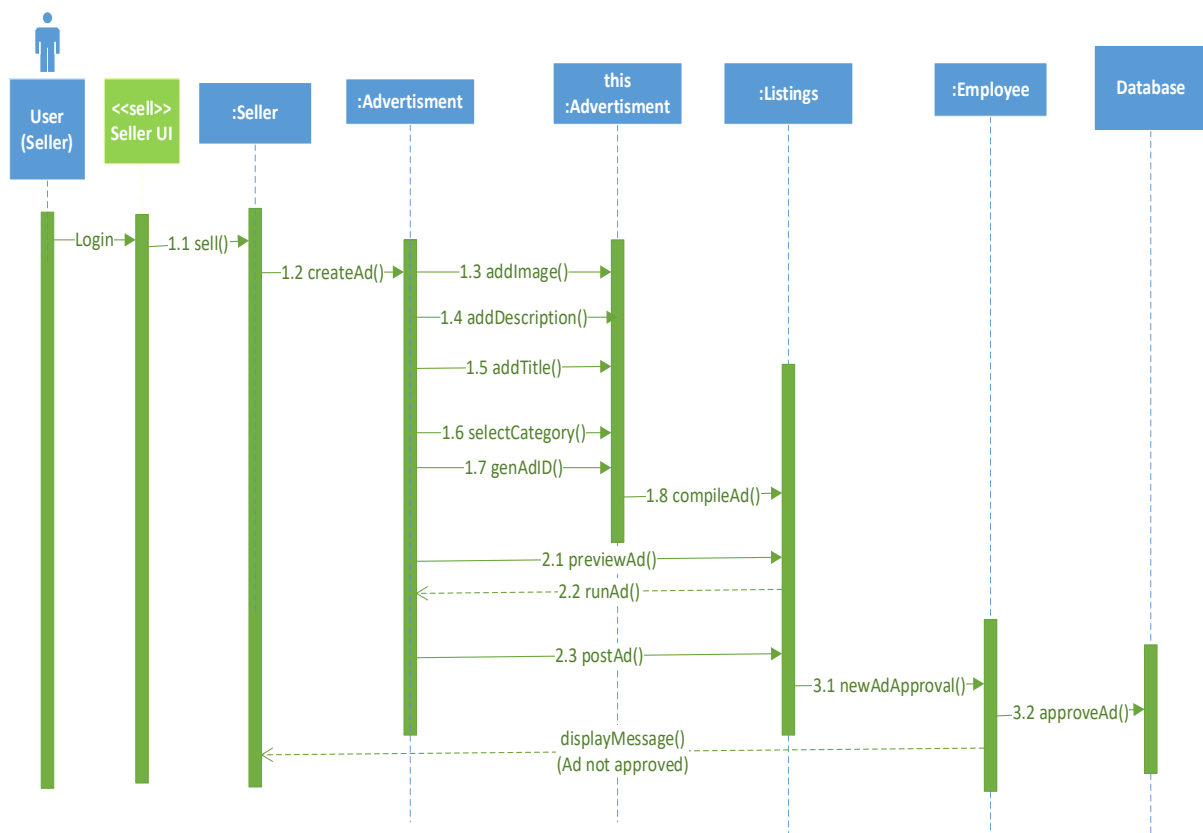 User
(Seller)
<<sell>>
Seller UI
:Seller
:Advertisment
this
:Advertisment
:Listings
:Employee
Database
Login
1.1 sell()
1.2 createAd()
1.3 addImage()
1.4 addDescription()
1.5 addTitle()
1.6 selectCategory()
1.7 genAdID()
1.8 compileAd()
2.1 previewAd()
2.2 runAd()
2.3 postAd()
3.1 newAdApproval()
3.2 approveAd()
displayMessage()
(Ad not approved)